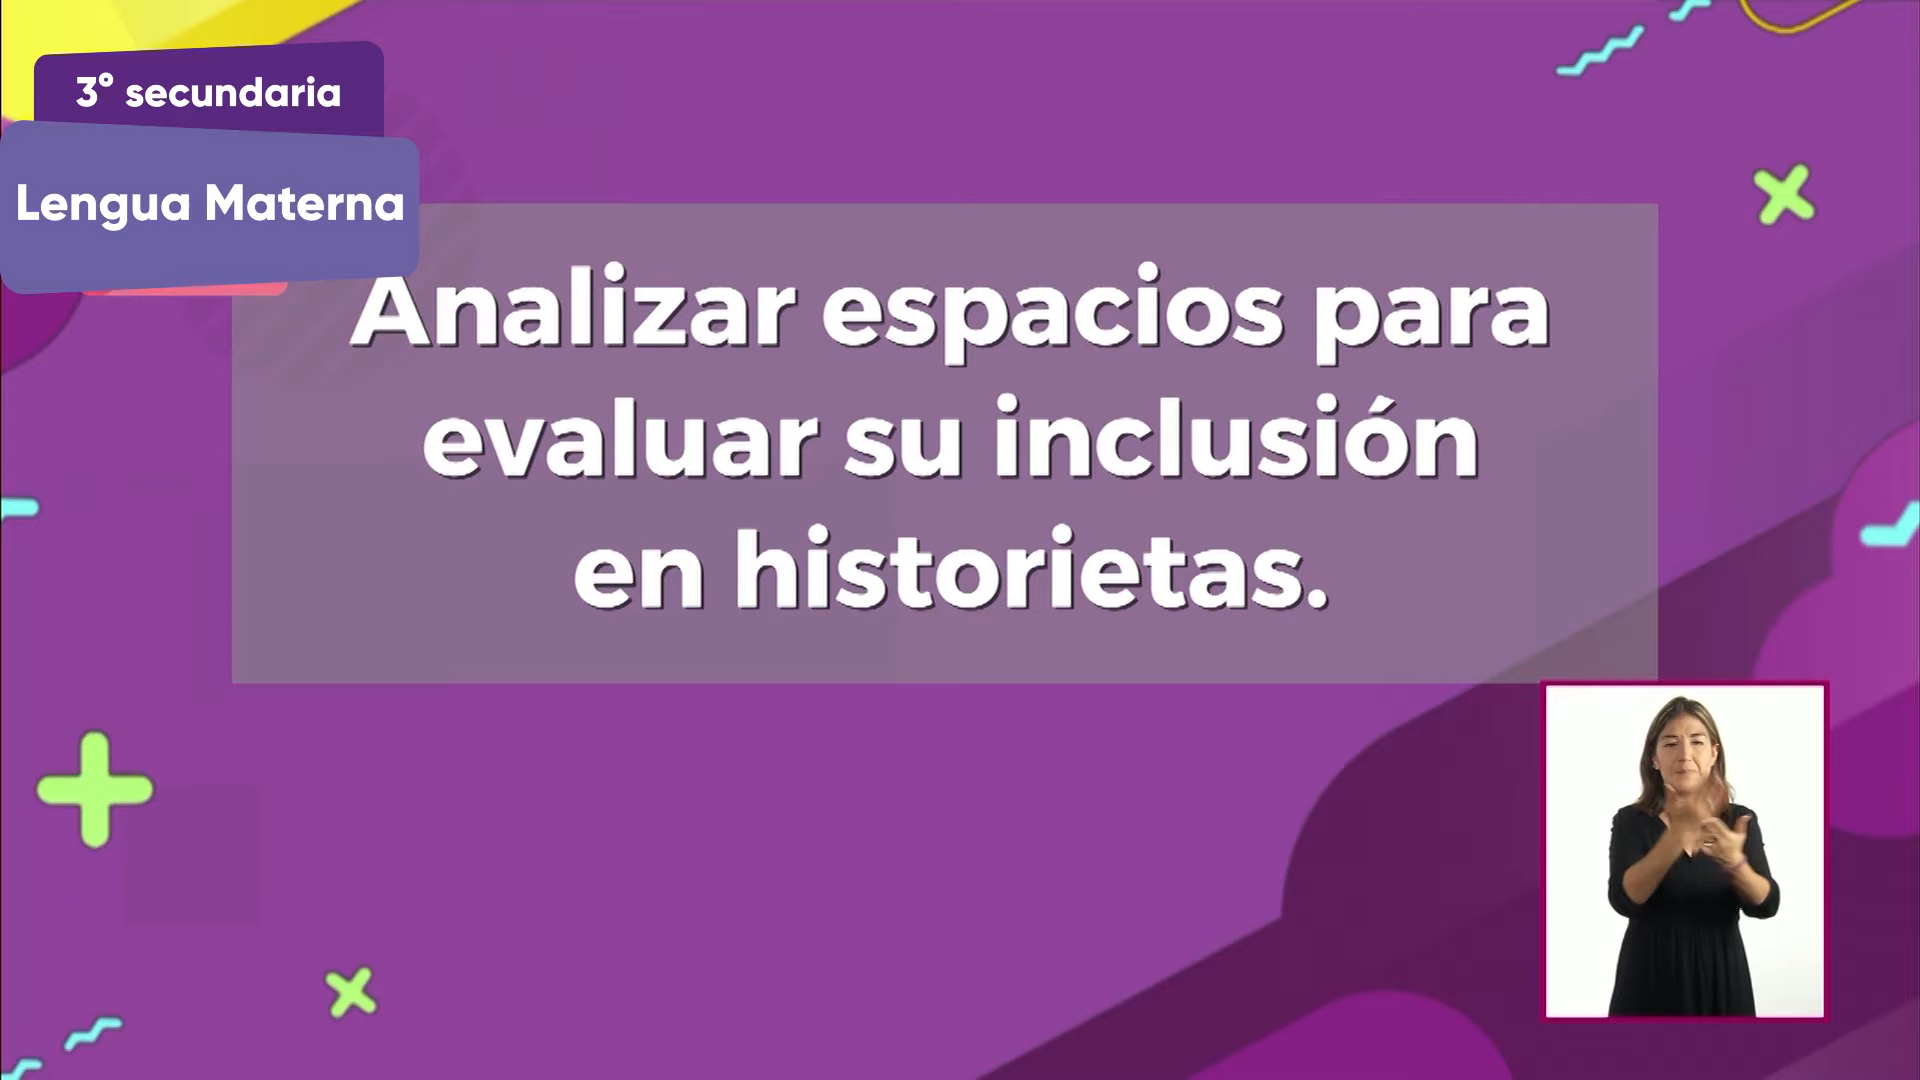 3° secundaria
Lengua Materna
Analizar espacios para
evaluar su inclusión
en historietas.